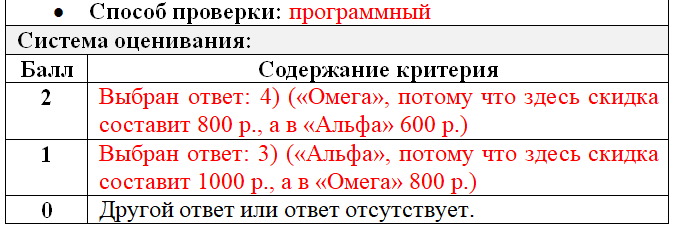 • Способ проверки: программный
Система оценивания:
Балл Содержание критерия
2 Выбран ответ: 4) («Омега», потому что здесь скидка
составит 800 р., а в «Альфа» 600 р.)
1 Выбран ответ: 3) («Альфа», потому что здесь скидка
составит 1000 р., а в «Омега» 800 р.)
0 Другой ответ или ответ отсутствует.